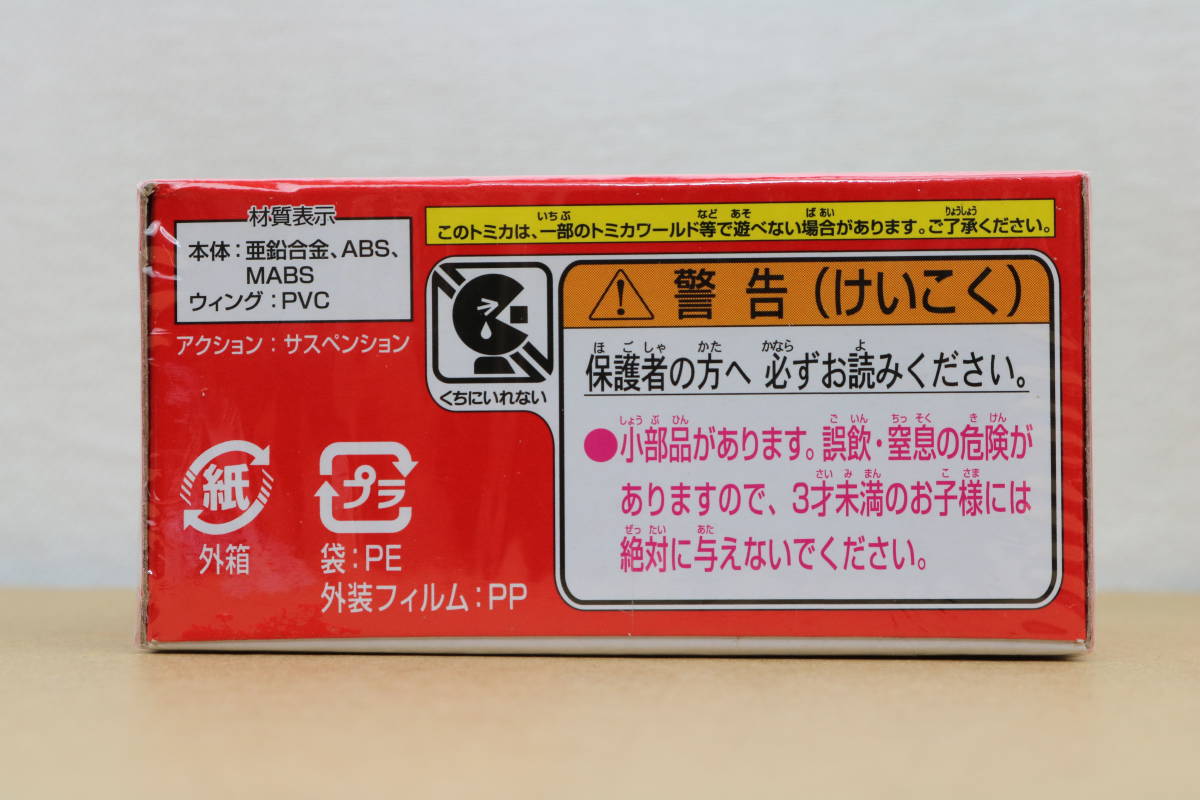 材質表示
本体：亜鉛合金、ABS、
MABS
ウィング：PVC
アクション：サスペンション
紙
外箱
プラ
袋：PE
外装フィルム：PP
いちぶ など あそ ばあい りょうしょう
このトミカは、一部のトミカワールド等で遊べない場合があります。ご了承ください。
くちにいれない
警告（けいこく）
ほごしゃ かた かなら よ
保護者の方へ 必ずお読みください。
しょうぶひん ごいん ちっそく きけん
●小部品があります。誤飲・窒息の危険が
さいみまん こさま
ありますので、3才未満のお子様には
ぜったい あた
絶対に与えないでください。